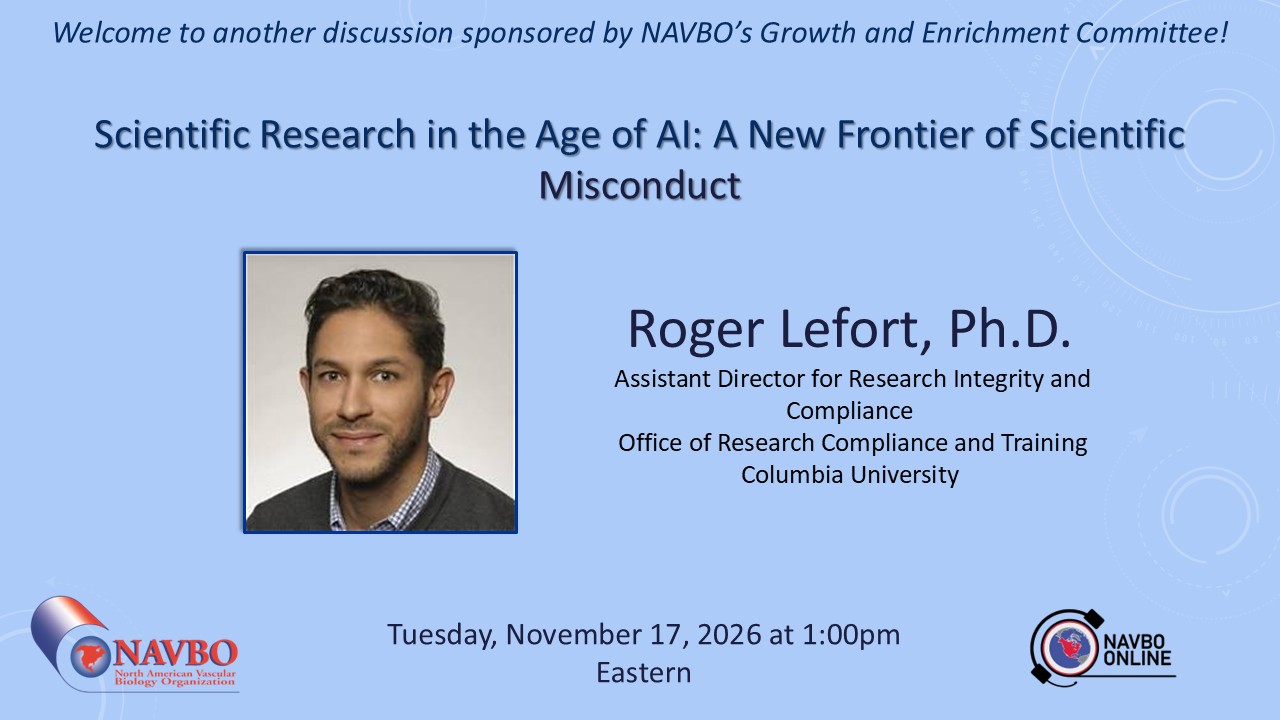 Welcome to another discussion sponsored by NAVBO’s Growth and Enrichment Committee!
Scientific Research in the Age of AI: A New Frontier of Scientific
Misconduct
Roger Lefort, Ph.D.
Assistant Director for Research Integrity and
Compliance
Office of Research Compliance and Training
Columbia University
Tuesday, November 17, 2026 at 1:00pm
Eastern
NAVBO
North American Vascular
Biology Organization
NAVBO
ONLINE